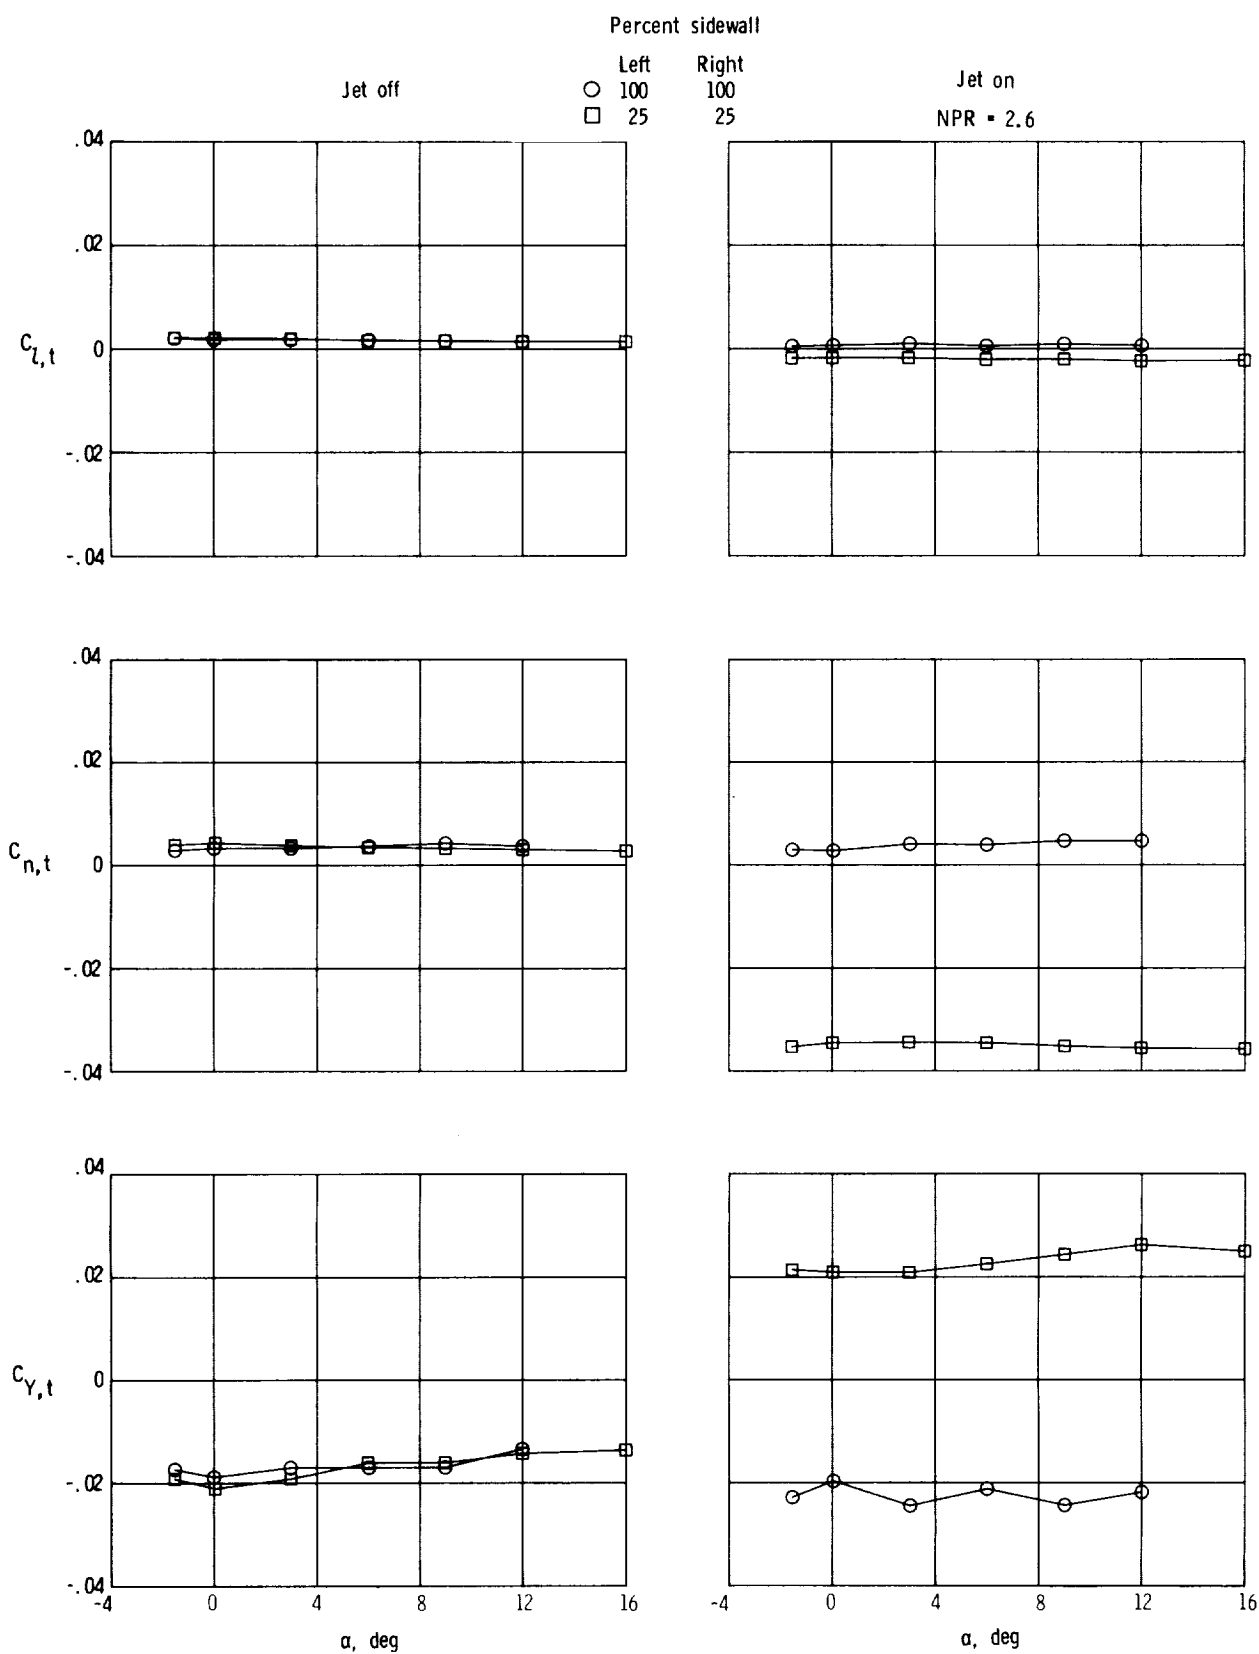 Percent sidewall
Left Right
Jet off
100 100
Jet on
25 25
NPR = 2.6
.04
.02
C_l,t
0
-.02
-.04
.04
.02
C_n,t
0
-.02
-.04
.04
.02
C_Y,t
0
-.02
-.04
-4 0 4 8 12 16
-4 0 4 8 12 16
α, deg
α, deg